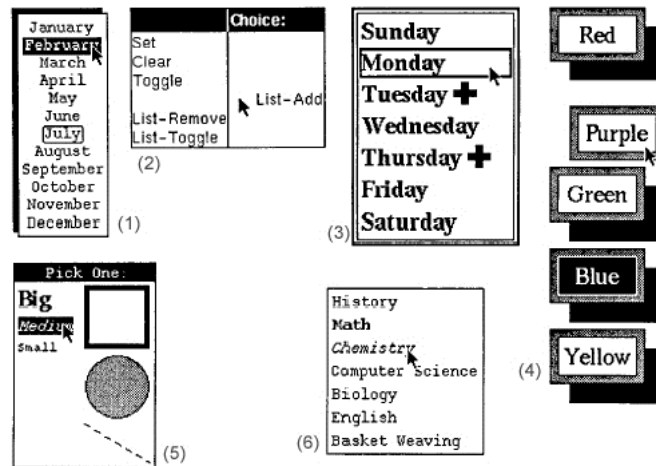 January
February
March
April
May
June
July
August
September
October
November
December
(1)
Choice:
Set
Clear
Toggle
List-Add
List-Remove
List-Toggle
(2)
Sunday
Monday
Tuesday
Wednesday
Thursday
Friday
Saturday
(3)
Red
Purple
Green
Blue
Yellow
(4)
Pick One:
Big
Medium
Small
(5)
History
Math
Chemistry
Computer Science
Biology
English
Basket Weaving
(6)